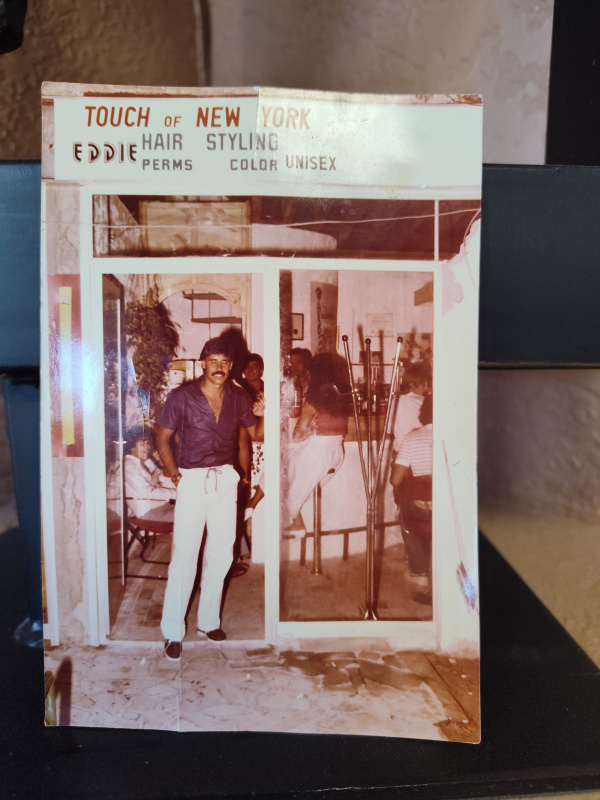 TOUCH OF NEW YORK
EDDIE HAIR STYLING
PERMS COLOR UNISEX